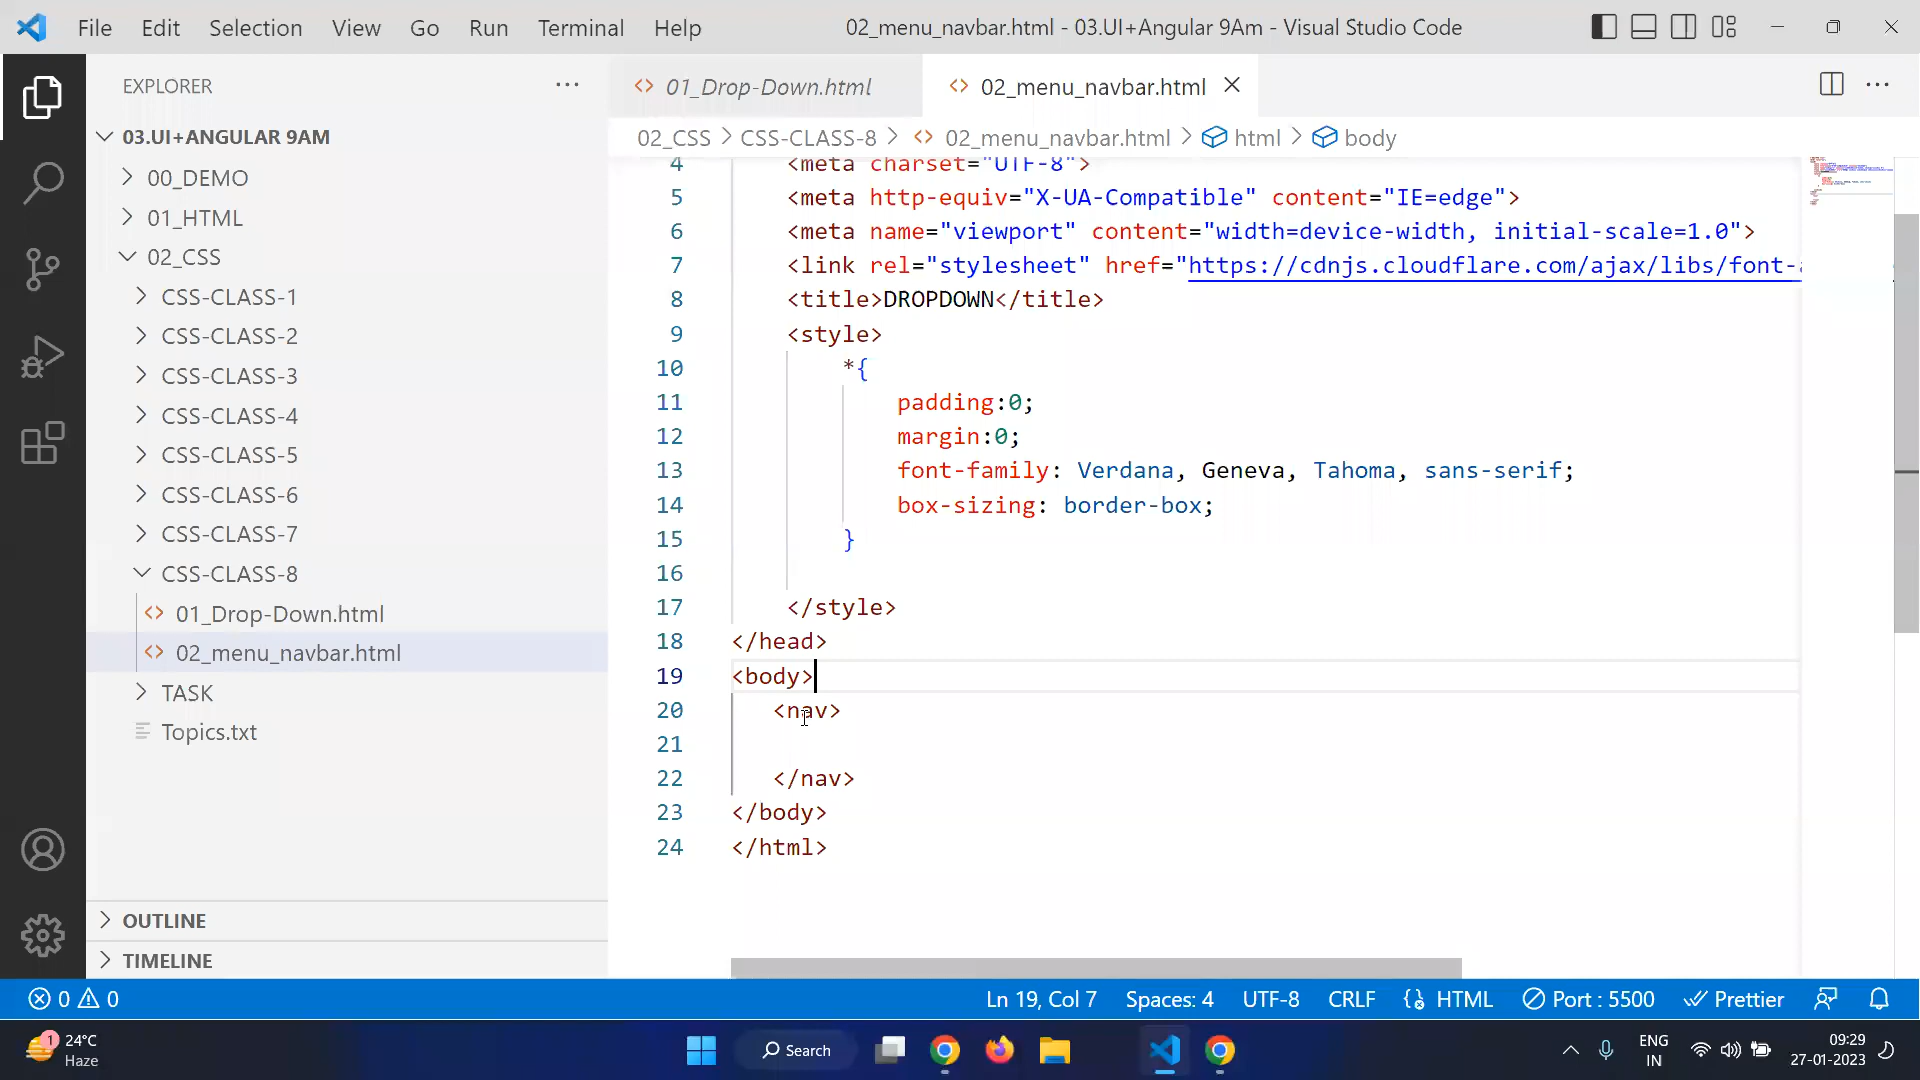 File Edit Selection View Go Run Terminal Help 02_menu_navbar.html - 03.UI+Angular 9Am - Visual Studio Code
EXPLORER
03.UI+ANGULAR 9AM
00_DEMO
01_HTML
02_CSS
CSS-CLASS-1
CSS-CLASS-2
CSS-CLASS-3
CSS-CLASS-4
CSS-CLASS-5
CSS-CLASS-6
CSS-CLASS-7
CSS-CLASS-8
01_Drop-Down.html
02_menu_navbar.html
TASK
Topics.txt
OUTLINE
TIMELINE
01_Drop-Down.html 02_menu_navbar.html
02_CSS > CSS-CLASS-8 > 02_menu_navbar.html > html > body
4 <meta charset="UTF-8">
5 <meta http-equiv="X-UA-Compatible" content="IE=edge">
6 <meta name="viewport" content="width=device-width, initial-scale=1.0">
7 <link rel="stylesheet" href="https://cdnjs.cloudflare.com/ajax/libs/font-
8 <title>DROPDOWN</title>
9 <style>
10 *{
11 padding:0;
12 margin:0;
13 font-family: Verdana, Geneva, Tahoma, sans-serif;
14 box-sizing: border-box;
15 }
16
17 </style>
18 </head>
19 <body>
20 <nav>
21
22 </nav>
23 </body>
24 </html>
0 0 Ln 19, Col 7 Spaces: 4 UTF-8 CRLF HTML Port : 5500 Prettier
1 24°C
Haze
Search
ENG
IN
09:29
27-01-2023